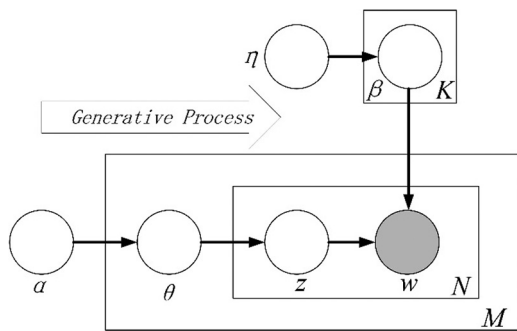 η
β K
Generative Process
α θ z w N
M